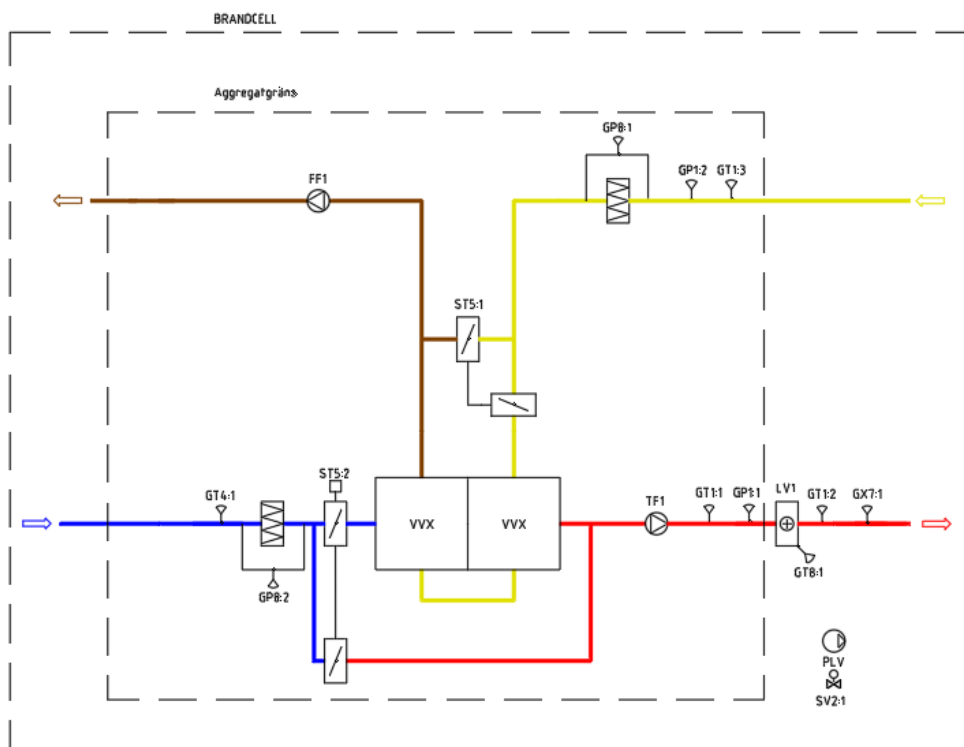 BRANDCELL
Aggregatgräns
GP8:1
FF1
GP1:2
GT1:3
ST5:1
ST5:2
GT4:1
VVX
VVX
TF1
GT1:1
GP1:1
LV1
GT1:2
GX7:1
GT8:1
GP8:2
PLV
SV2:1